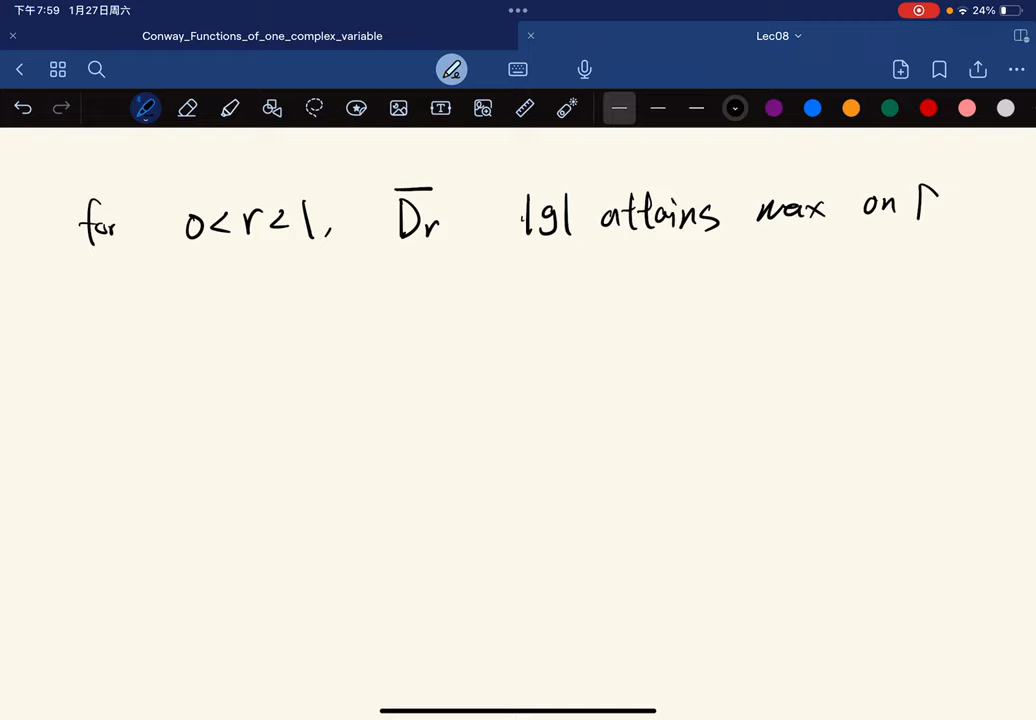 下午7:59 1月27日周六
24%
Conway_Functions_of_one_complex_variable
Lec08
for 0<r<1, D̅r |g| attains max on Γ